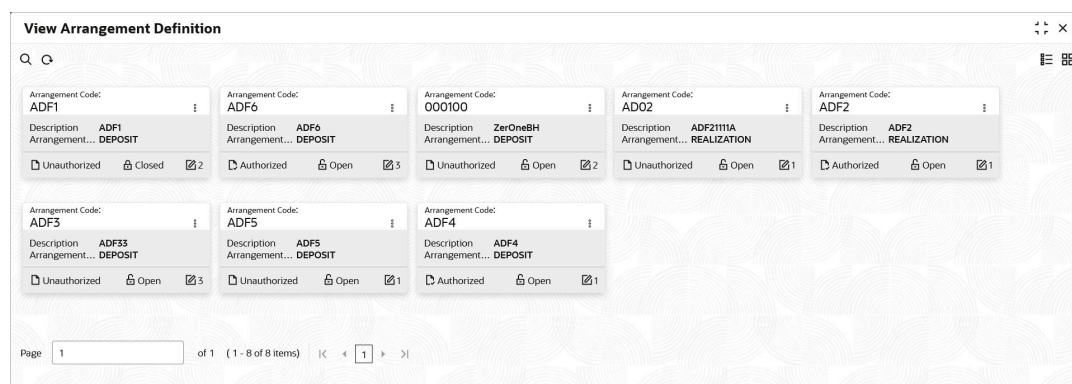 View Arrangement Definition
Arrangement Code:
ADF1
Description ADF1
Arrangement... DEPOSIT
Unauthorized Closed 2
Arrangement Code:
ADF6
Description ADF6
Arrangement... DEPOSIT
Authorized Open 3
Arrangement Code:
000100
Description ZerOneBH
Arrangement... DEPOSIT
Unauthorized Open 2
Arrangement Code:
AD02
Description ADF21111A
Arrangement... REALIZATION
Unauthorized Open 1
Arrangement Code:
ADF2
Description ADF2
Arrangement... REALIZATION
Authorized Open 1
Arrangement Code:
ADF3
Description ADF33
Arrangement... DEPOSIT
Unauthorized Open 3
Arrangement Code:
ADF5
Description ADF5
Arrangement... DEPOSIT
Unauthorized Open 1
Arrangement Code:
ADF4
Description ADF4
Arrangement... DEPOSIT
Authorized Open 1
Page 1 of 1 (1 - 8 of 8 items) 1